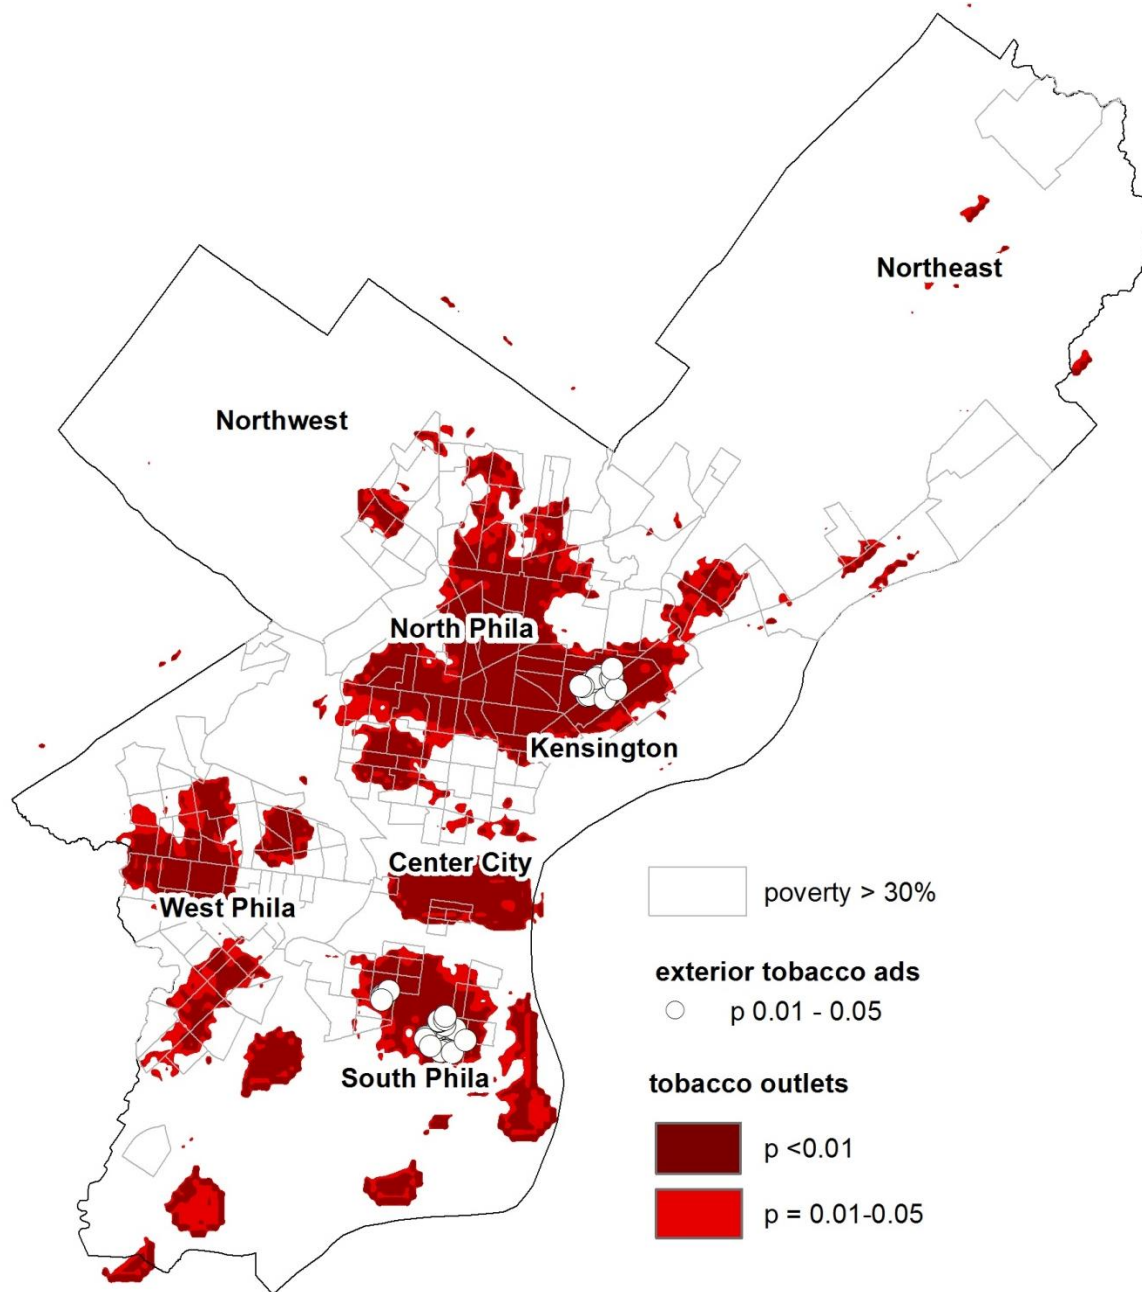 Northeast
Northwest
North Phila
Kensington
Center City
West Phila
South Phila
poverty > 30%
exterior tobacco ads
p 0.01 - 0.05
tobacco outlets
p <0.01
p = 0.01-0.05